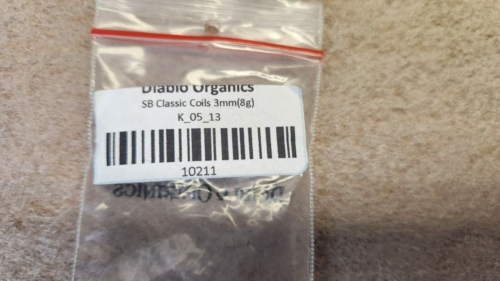 Diablo Organics
SB Classic Coils 3mm(8g)
K_05_13
10211